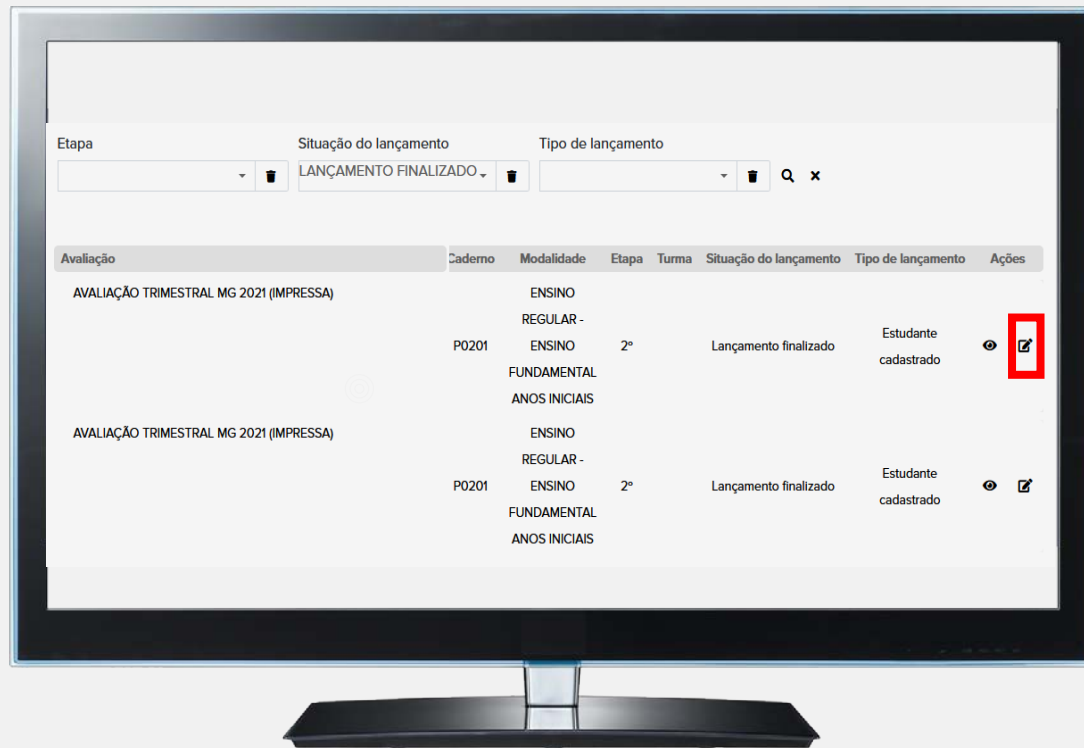 Etapa Situação do lançamento Tipo de lançamento
LANÇAMENTO FINALIZADO
Avaliação Caderno Modalidade Etapa Turma Situação do lançamento Tipo de lançamento Ações
AVALIAÇÃO TRIMESTRAL MG 2021 (IMPRESSA)
ENSINO
REGULAR -
P0201 ENSINO 2º Lançamento finalizado Estudante
FUNDAMENTAL cadastrado
ANOS INICIAIS
AVALIAÇÃO TRIMESTRAL MG 2021 (IMPRESSA)
ENSINO
REGULAR -
P0201 ENSINO 2º Lançamento finalizado Estudante
FUNDAMENTAL cadastrado
ANOS INICIAIS